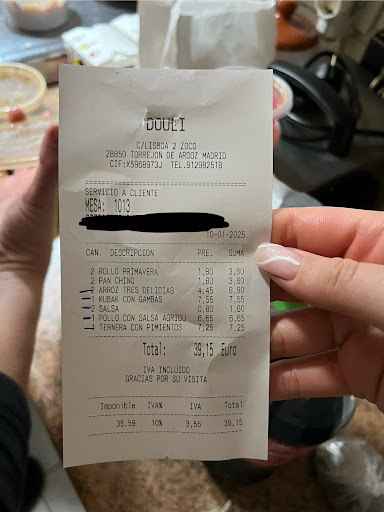 DOULI
C/LISBOA 2 ZOCO
28850 TORREJON DE ARDOZ MADRID
CIF:X5968973J TEL.912982518
SERVICIO A CLIENTE
MESA: 1013
10-01-2025
CAN. DESCRIPCION PRE. SUMA
2 ROLLO PRIMAVERA 1,80 3,60
2 PAN CHINO 1,80 3,60
2 ARROZ TRES DELICIAS 4,45 8,90
1 KUBAK CON GAMBAS 7,55 7,55
2 SALSA 0,80 1,60
1 POLLO CON SALSA AGRIDU 6,65 6,65
1 TERNERA CON PIMIENTOS 7,25 7,25
Total: 39,15 Euro
IVA INCLUIDO
GRACIAS POR SU VISITA
Imponible IVA% IVA Total
35,59 10% 3,56 39,15